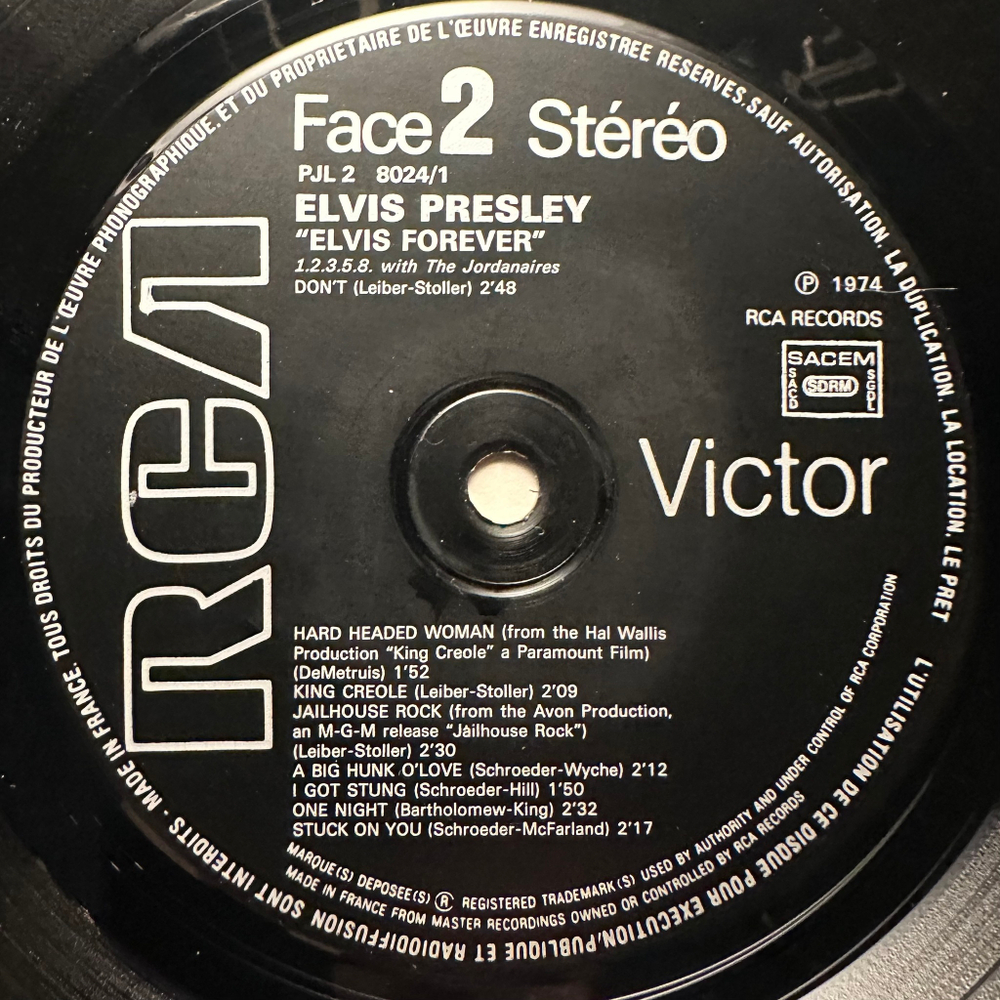 Face 2 Stéréo
PJL 2 8024/1
ELVIS PRESLEY
“ELVIS FOREVER”
1.2.3.5.8. with The Jordanaires
DON'T (Leiber-Stoller) 2'48
℗ 1974
RCA RECORDS
SACEM
SACD
SDRM
SGDL
RCA
Victor
HARD HEADED WOMAN (from the Hal Wallis
Production “King Creole” a Paramount Film)
(DeMetruis) 1'52
KING CREOLE (Leiber-Stoller) 2'09
JAILHOUSE ROCK (from the Avon Production,
an M-G-M release “Jailhouse Rock”)
(Leiber-Stoller) 2'30
A BIG HUNK O'LOVE (Schroeder-Wyche) 2'12
I GOT STUNG (Schroeder-Hill) 1'50
ONE NIGHT (Bartholomew-King) 2'32
STUCK ON YOU (Schroeder-McFarland) 2'17
MARQUE(S) DEPOSEE(S) ® REGISTERED TRADEMARK(S) USED BY AUTHORITY AND UNDER CONTROL OF RCA CORPORATION
MADE IN FRANCE FROM MASTER RECORDINGS OWNED OR CONTROLLED BY RCA RECORDS
MADE IN FRANCE. TOUS DROITS DU PRODUCTEUR DE L'ŒUVRE PHONOGRAPHIQUE. ET DU PROPRIETAIRE DE L'ŒUVRE ENREGISTREE RESERVES. SAUF AUTORISATION. LA DUPLICATION. LA LOCATION. LE PRET
L'UTILISATION DE CE DISQUE POUR EXECUTION.PUBLIQUE ET RADIODIFFUSION SONT INTERDITS -